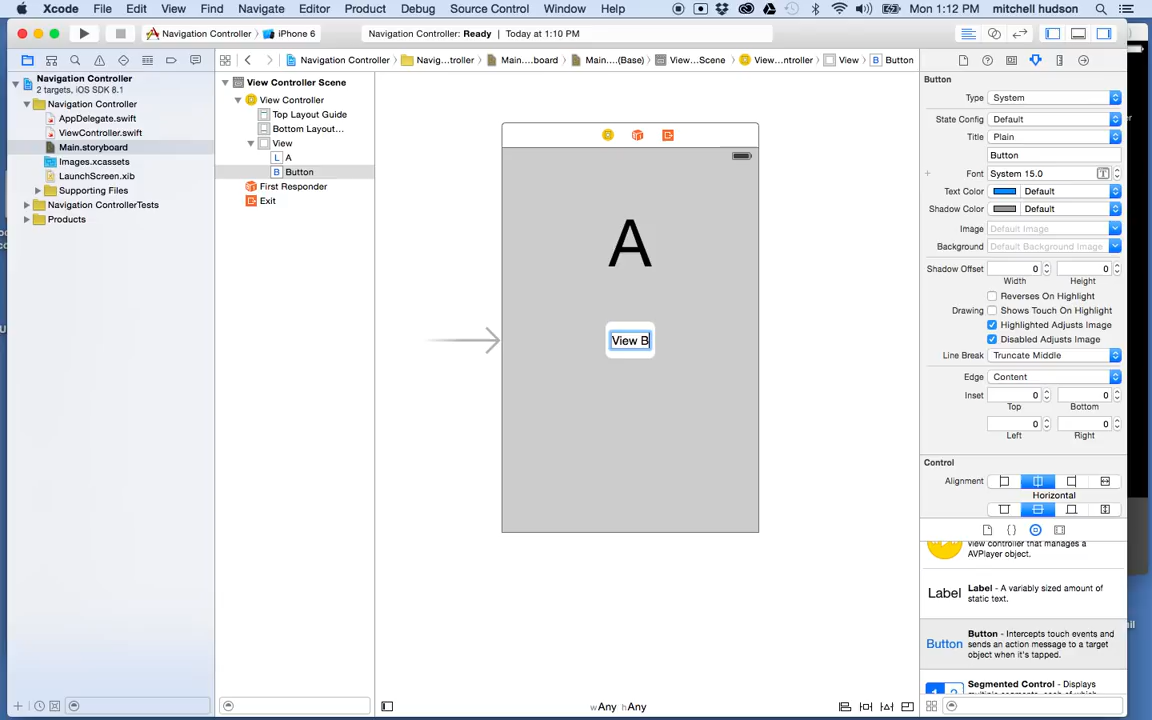 Xcode File Edit View Find Navigate Editor Product Debug Source Control Window Help Mon 1:12 PM mitchell hudson
Navigation Controller iPhone 6 Navigation Controller: Ready Today at 1:10 PM
Navigation Controller Navig...troller Main....board Main....(Base) View...Scene View...ntroller View Button
Navigation Controller
2 targets, iOS SDK 8.1
Navigation Controller
AppDelegate.swift
ViewController.swift
Main.storyboard
Images.xcassets
LaunchScreen.xib
Supporting Files
Navigation ControllerTests
Products
View Controller Scene
View Controller
Top Layout Guide
Bottom Layout...
View
L A
B Button
First Responder
Exit
A
View B
wAny hAny
Button
Type System
State Config Default
Title Plain
Button
Font System 15.0
Text Color Default
Shadow Color Default
Image Default Image
Background Default Background Image
Shadow Offset 0 0
Width Height
Reverses On Highlight
Drawing Shows Touch On Highlight
Highlighted Adjusts Image
Disabled Adjusts Image
Line Break Truncate Middle
Edge Content
Inset 0 0
Top Bottom
0 0
Left Right
Control
Alignment
Horizontal
view controller that manages a
AVPlayer object.
Label Label - A variably sized amount of
static text.
Button Button - Intercepts touch events and
sends an action message to a target
object when it's tapped.
1 2 Segmented Control - Displays